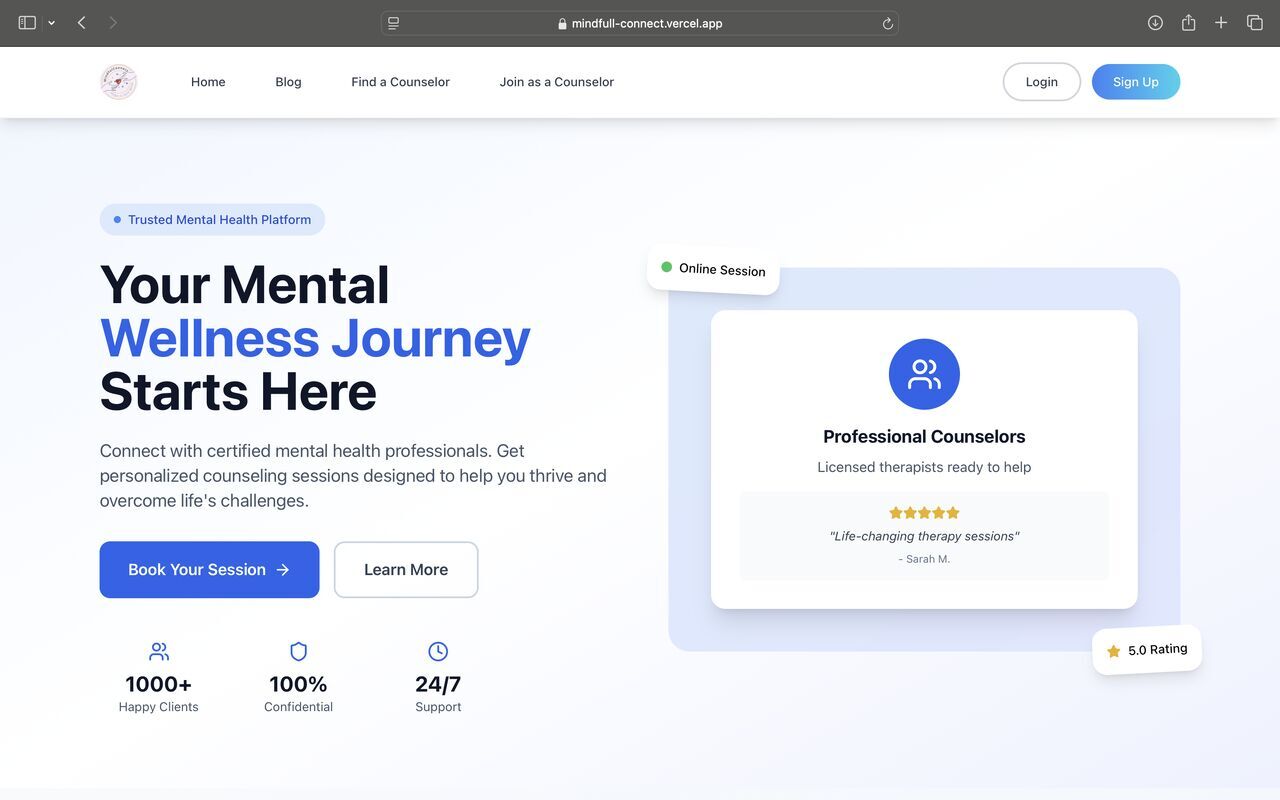 mindfull-connect.vercel.app
Home
Blog
Find a Counselor
Join as a Counselor
Login
Sign Up
Trusted Mental Health Platform
Your Mental
Wellness Journey
Starts Here
Connect with certified mental health professionals. Get
personalized counseling sessions designed to help you thrive and
overcome life's challenges.
Book Your Session →
Learn More
1000+
Happy Clients
100%
Confidential
24/7
Support
Online Session
Professional Counselors
Licensed therapists ready to help
"Life-changing therapy sessions"
- Sarah M.
5.0 Rating